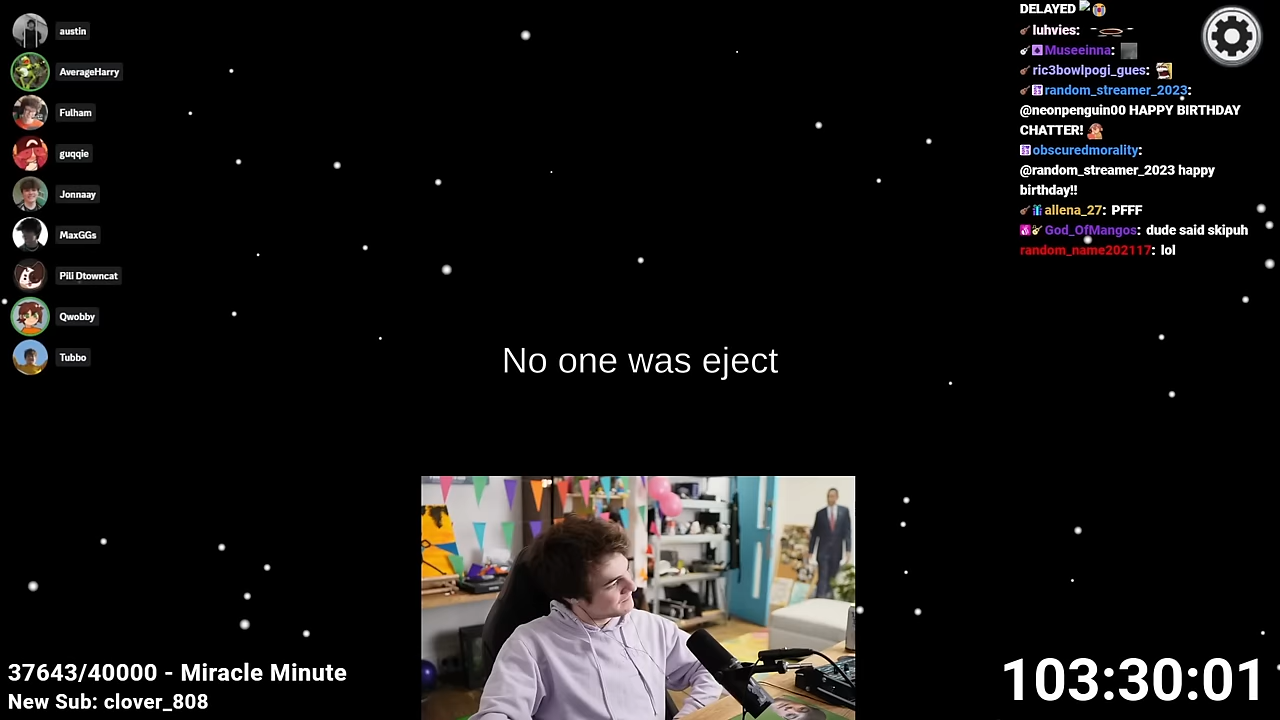 austin
AverageHarry
Fulham
guqqie
Jonnaay
MaxGGs
Pili Dtowncat
Qwobby
Tubbo
DELAYED
luhvies:
Museeinna:
ric3bowlpogi_gues:
random_streamer_2023:
@neonpenguin00 HAPPY BIRTHDAY
CHATTER!
obscuredmorality:
@random_streamer_2023 happy
birthday!!
allena_27: PFFF
God_OfMangos: dude said skipuh
random_name202117: lol
No one was eject
37643/40000 - Miracle Minute
New Sub: clover_808
103:30:01